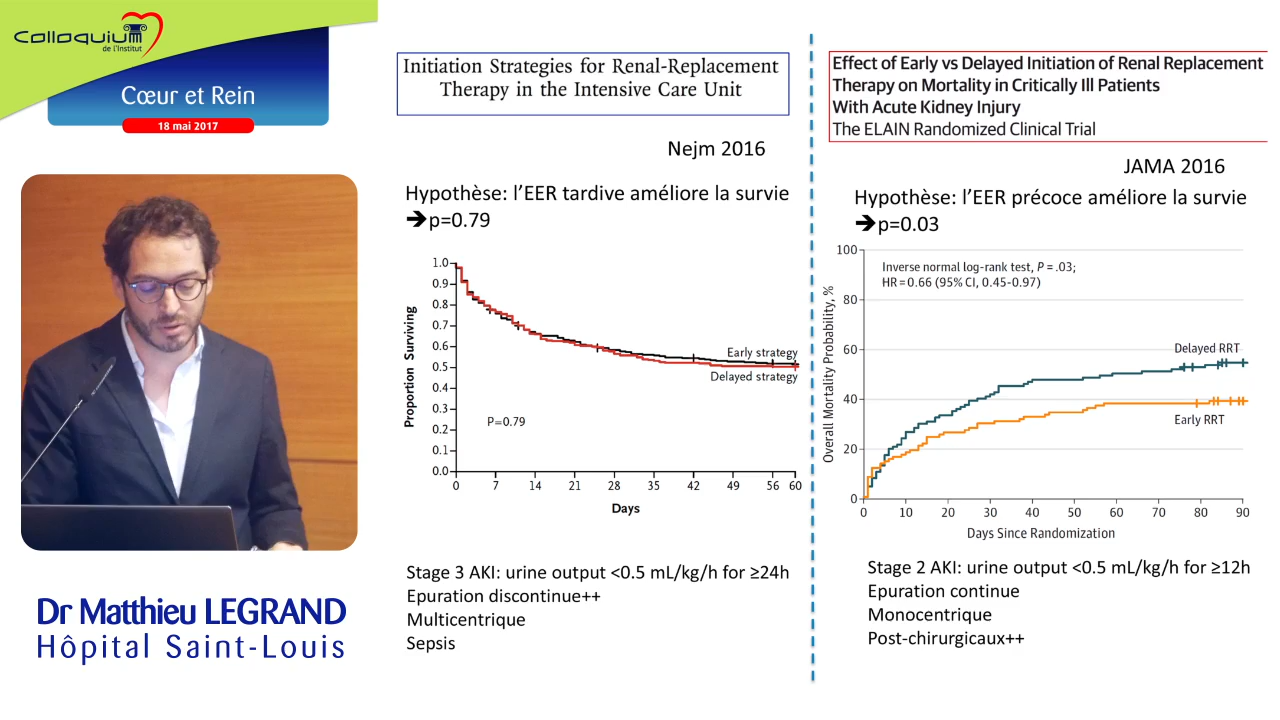 Colloquium
de l'Institut
Cœur et Rein
18 mai 2017
Dr Matthieu LEGRAND
Hôpital Saint-Louis
Initiation Strategies for Renal-Replacement
Therapy in the Intensive Care Unit
Nejm 2016
Hypothèse: l'EER tardive améliore la survie
➔p=0.79
Proportion Surviving
1.0
0.9
0.8
0.7
0.6
0.5
0.4
0.3
0.2
0.1
0.0
Early strategy
Delayed strategy
P=0.79
0 7 14 21 28 35 42 49 56 60
Days
Stage 3 AKI: urine output <0.5 mL/kg/h for ≥24h
Epuration discontinue++
Multicentrique
Sepsis
Effect of Early vs Delayed Initiation of Renal Replacement
Therapy on Mortality in Critically Ill Patients
With Acute Kidney Injury
The ELAIN Randomized Clinical Trial
JAMA 2016
Hypothèse: l'EER précoce améliore la survie
➔p=0.03
Overall Mortality Probability, %
100
80
60
40
20
0
Inverse normal log-rank test, P = .03;
HR = 0.66 (95% CI, 0.45-0.97)
Delayed RRT
Early RRT
0 10 20 30 40 50 60 70 80 90
Days Since Randomization
Stage 2 AKI: urine output <0.5 mL/kg/h for ≥12h
Epuration continue
Monocentrique
Post-chirurgicaux++